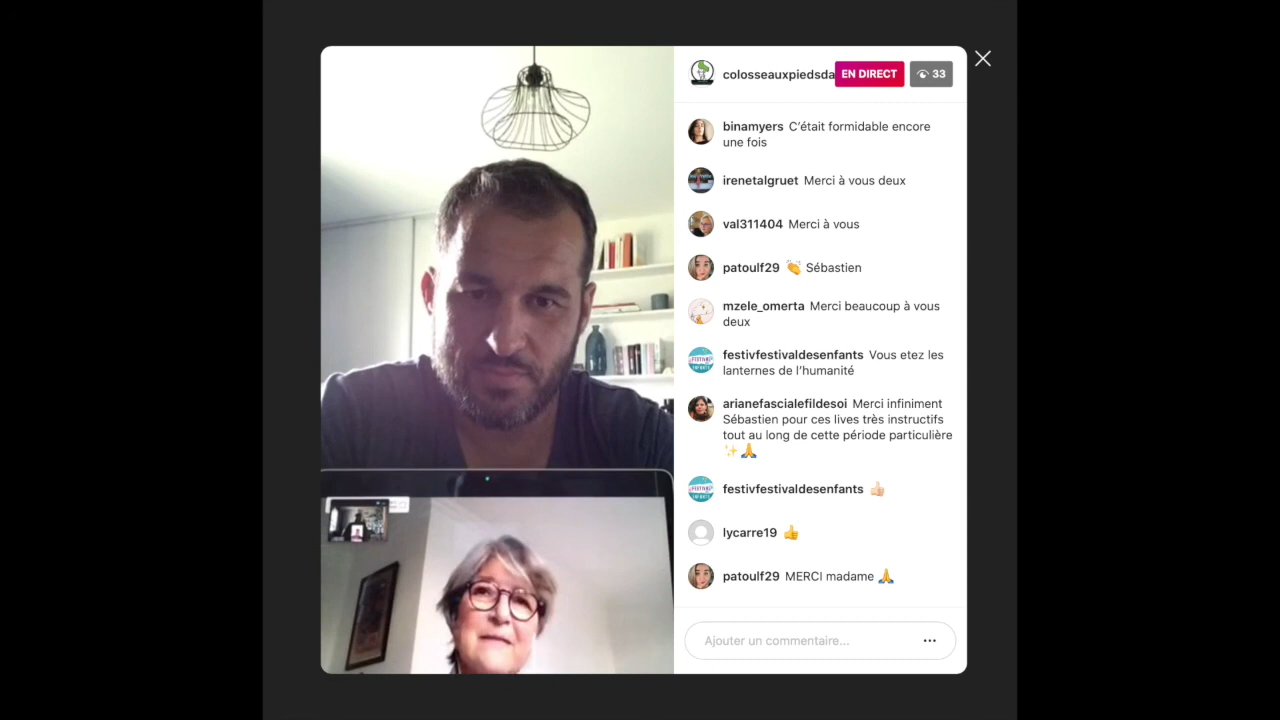 colosseauxpiedsda
EN DIRECT
33
binamyers C'était formidable encore
une fois
irenetalgruet Merci à vous deux
val311404 Merci à vous
patoulf29 👏 Sébastien
mzele_omerta Merci beaucoup à vous
deux
festivfestivaldesenfants Vous etez les
lanternes de l'humanité
arianefascialefildesoi Merci infiniment
Sébastien pour ces lives très instructifs
tout au long de cette période particulière
✨🙏
festivfestivaldesenfants 👍🏻
lycarre19 👍
patoulf29 MERCI madame 🙏
Ajouter un commentaire...